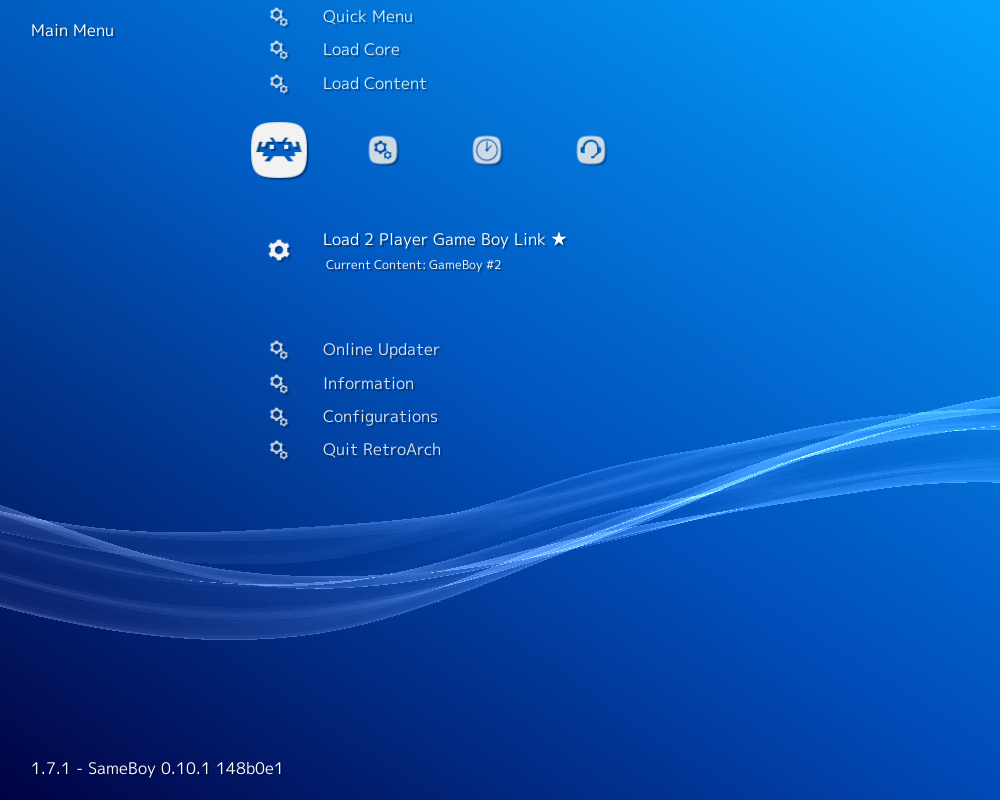 Main Menu
Quick Menu
Load Core
Load Content
Load 2 Player Game Boy Link ★
Current Content: GameBoy #2
Online Updater
Information
Configurations
Quit RetroArch
1.7.1 - SameBoy 0.10.1 148b0e1